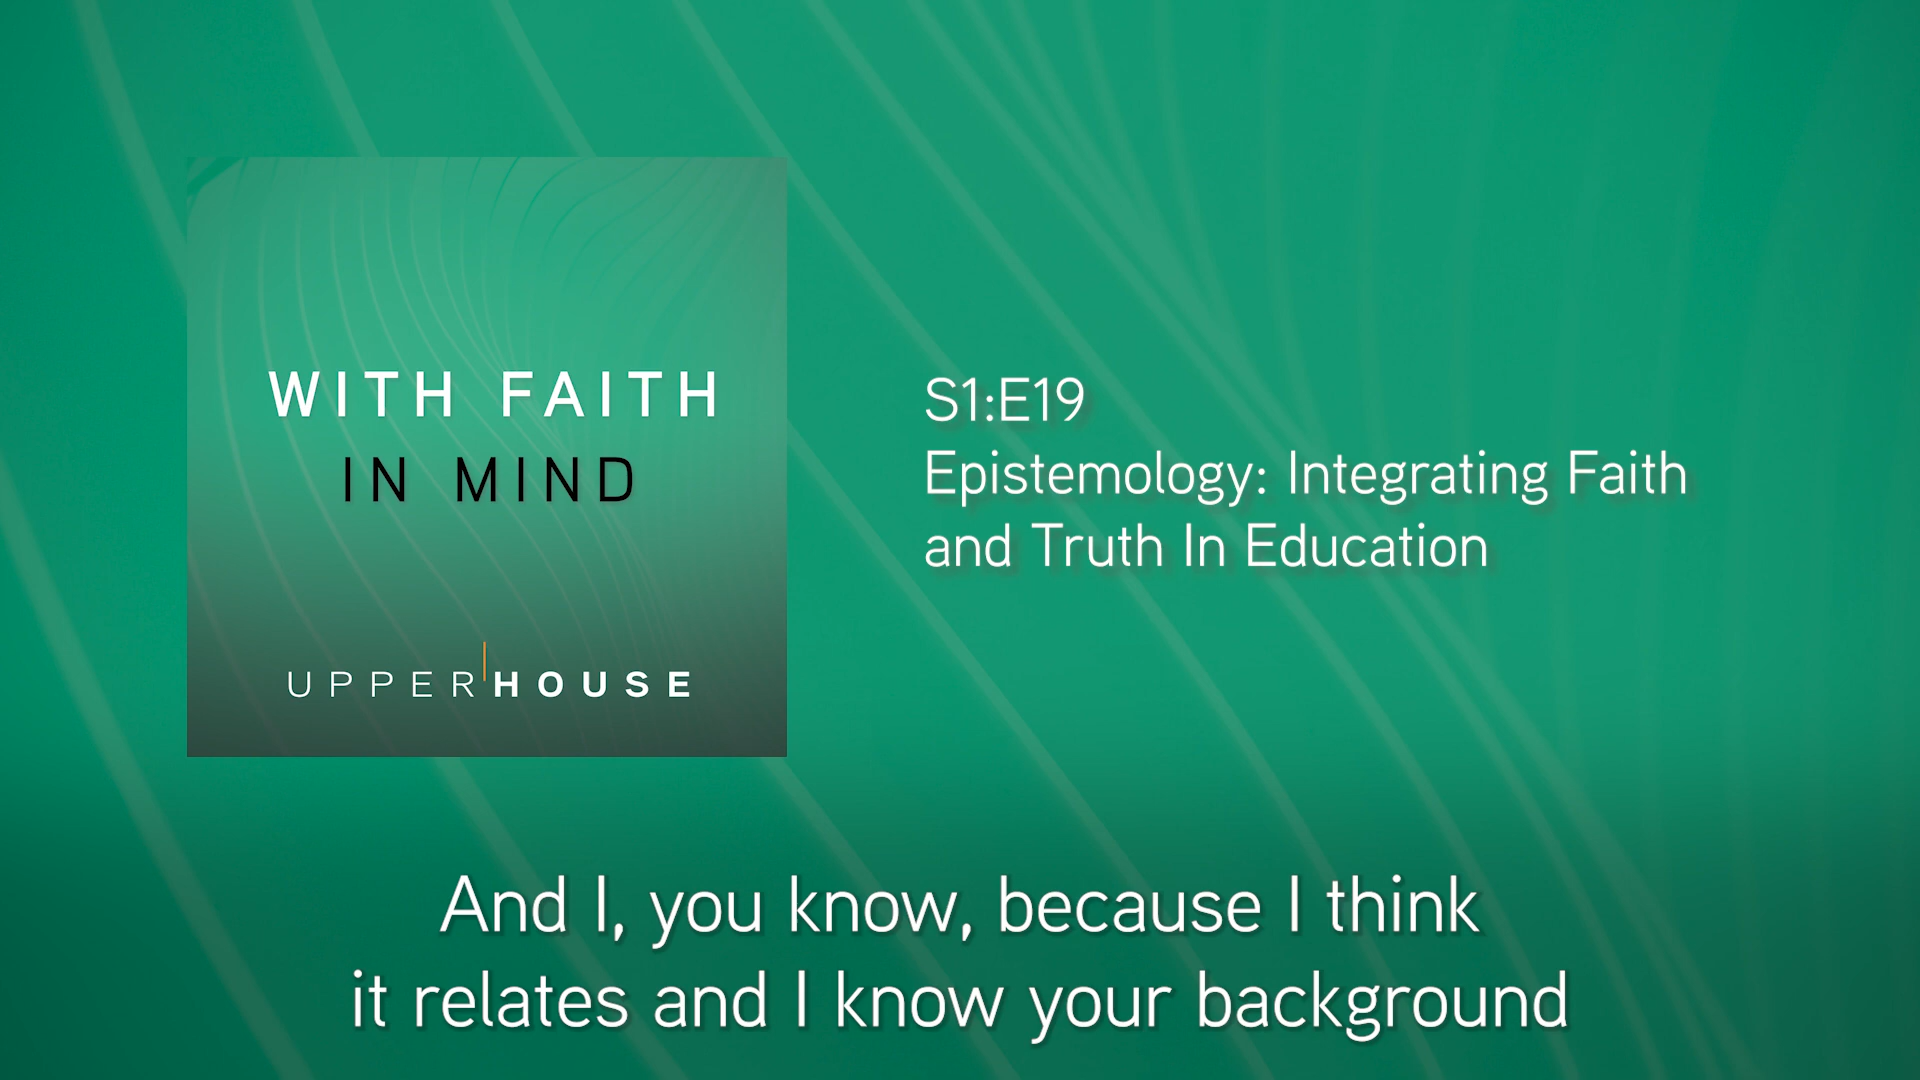 WITH FAITH
IN MIND
UPPERHOUSE
S1:E19
Epistemology: Integrating Faith
and Truth In Education
And I, you know, because I think
it relates and I know your background